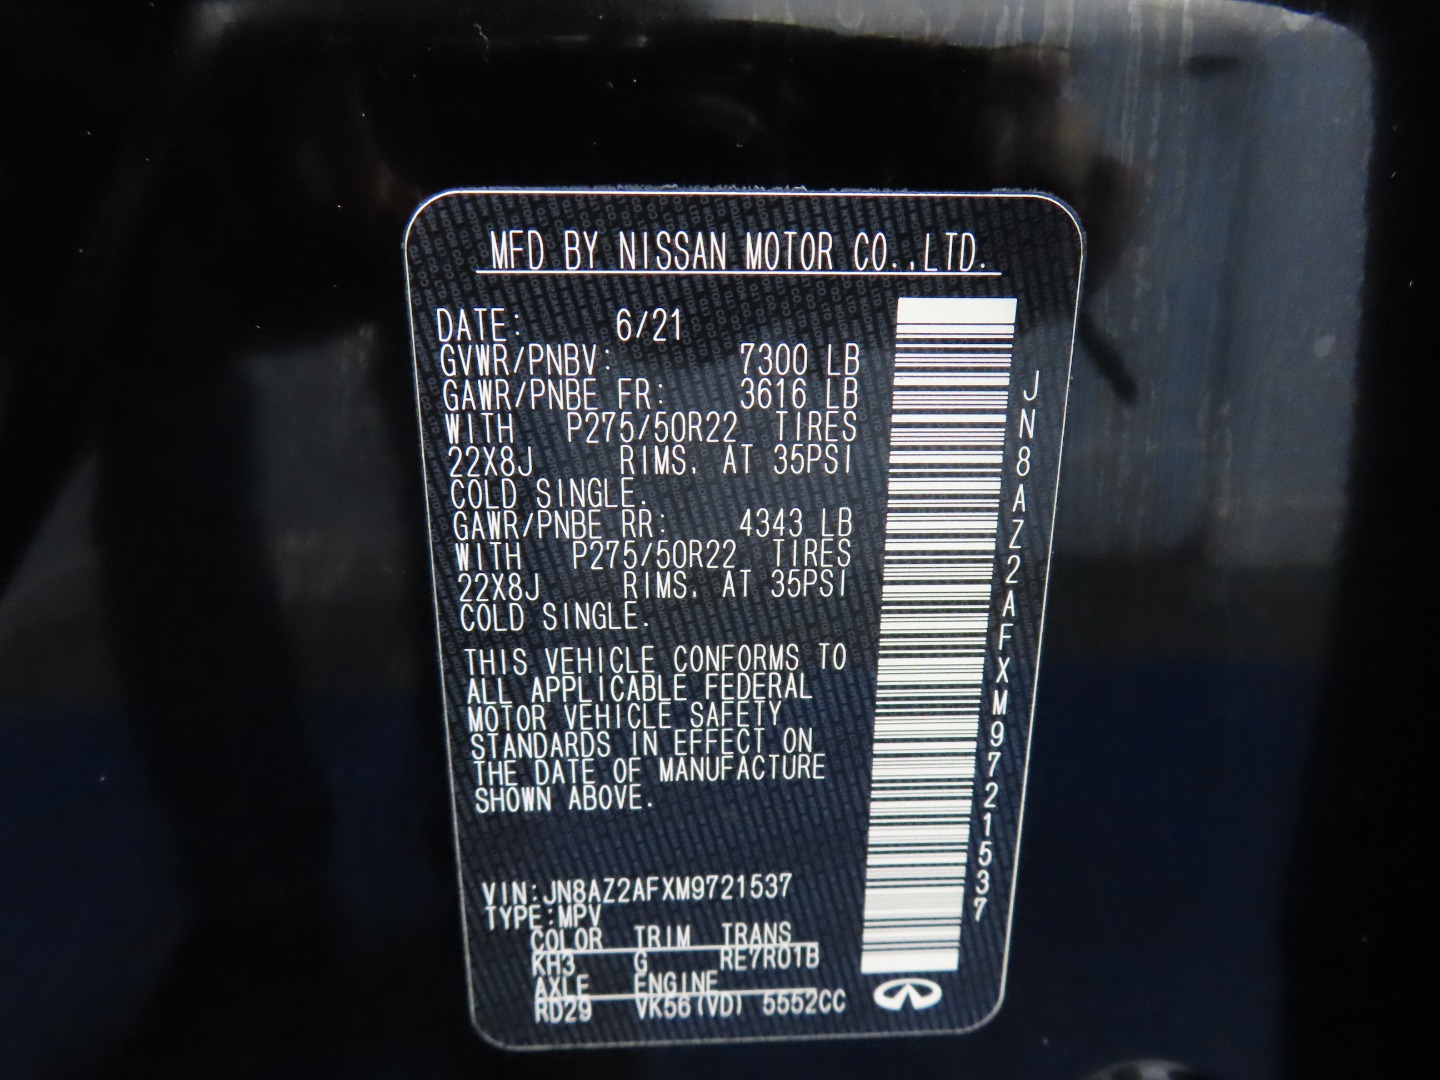 MFD BY NISSAN MOTOR CO.,LTD.
DATE: 6/21
GVWR/PNBV: 7300 LB
GAWR/PNBE FR: 3616 LB
WITH P275/50R22 TIRES
22X8J RIMS, AT 35PSI
COLD SINGLE.
GAWR/PNBE RR: 4343 LB
WITH P275/50R22 TIRES
22X8J RIMS, AT 35PSI
COLD SINGLE.
THIS VEHICLE CONFORMS TO
ALL APPLICABLE FEDERAL
MOTOR VEHICLE SAFETY
STANDARDS IN EFFECT ON
THE DATE OF MANUFACTURE
SHOWN ABOVE.
VIN:JN8AZ2AFXM9721537
TYPE:MPV
COLOR TRIM TRANS
KH3 G RE7R01B
AXLE ENGINE
RD29 VK56(VD) 5552CC
JN8AZ2AFXM9721537